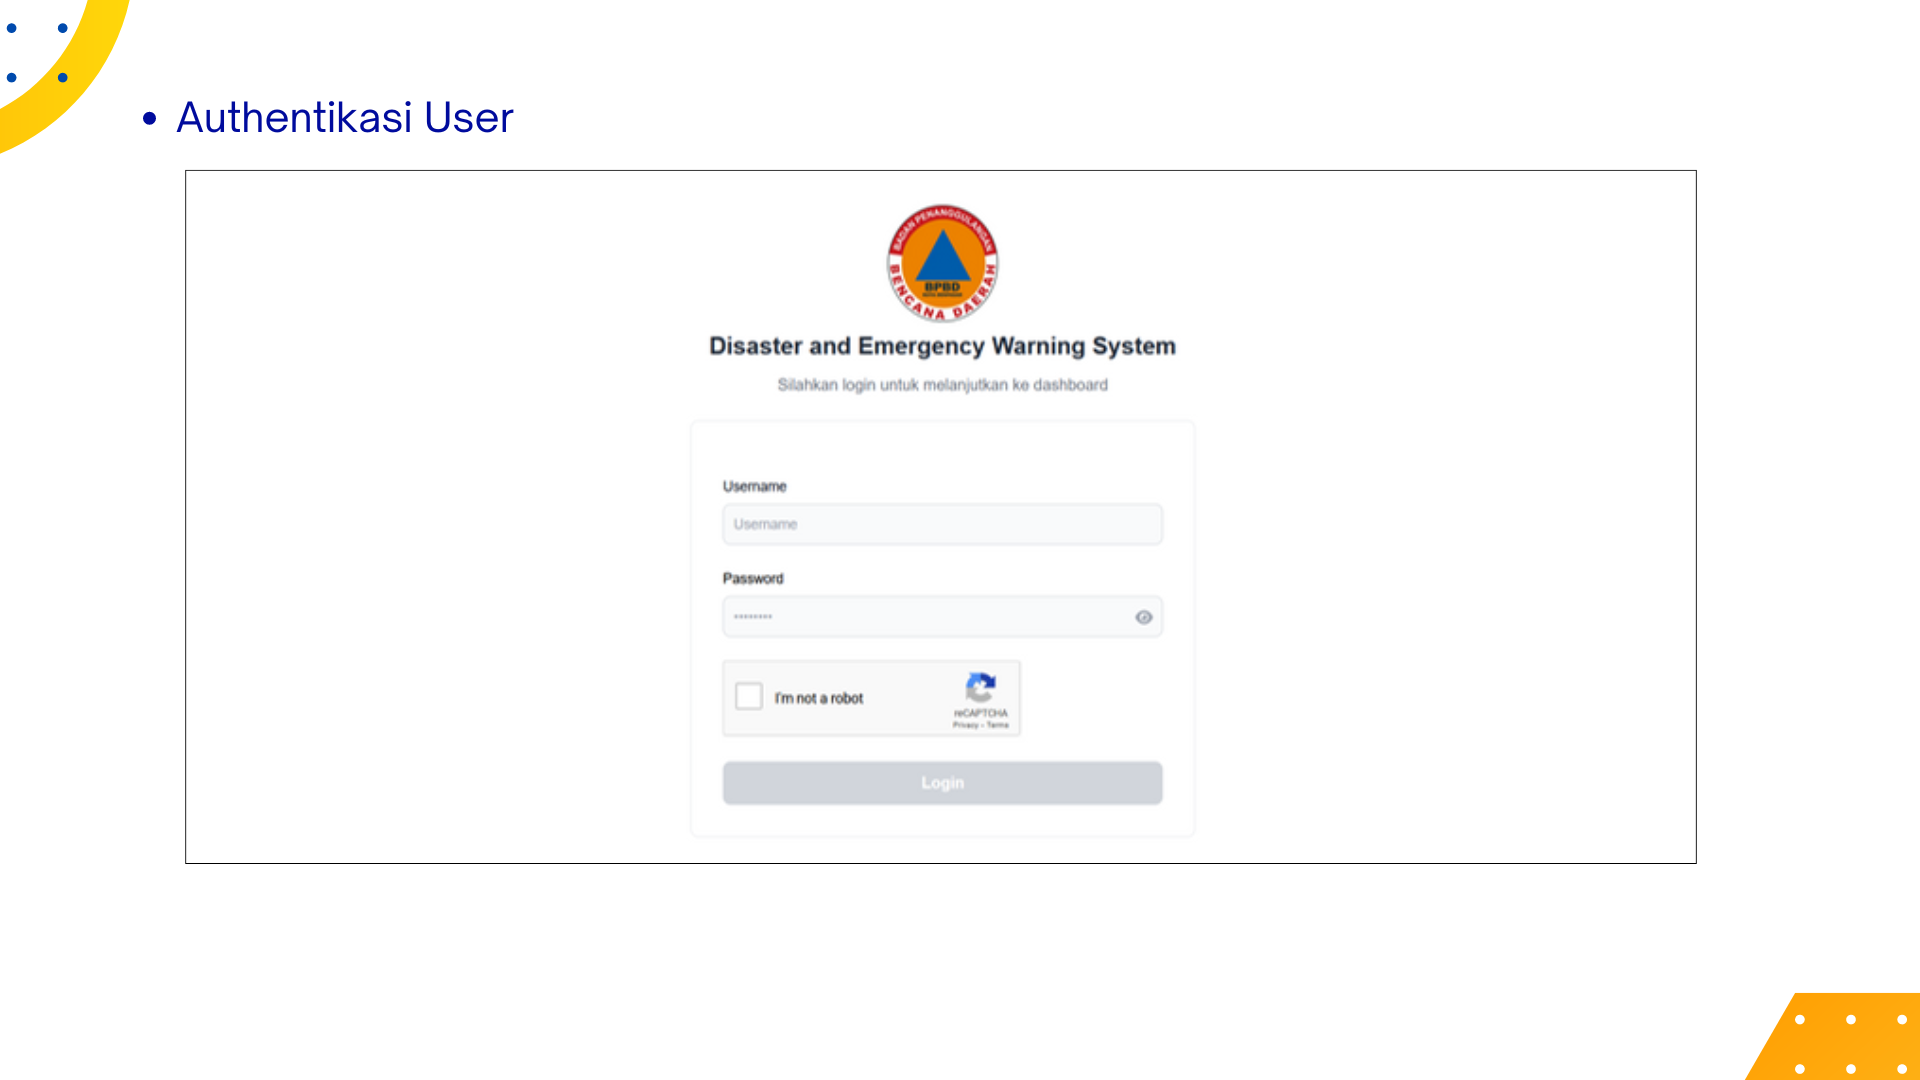 • Authentikasi User
BADAN PENANGGULANGAN
BPBD
BENCANA DAERAH
Disaster and Emergency Warning System
Silahkan login untuk melanjutkan ke dashboard
Username
Username
Password
••••••••
I'm not a robot
reCAPTCHA
Privacy - Terms
Login